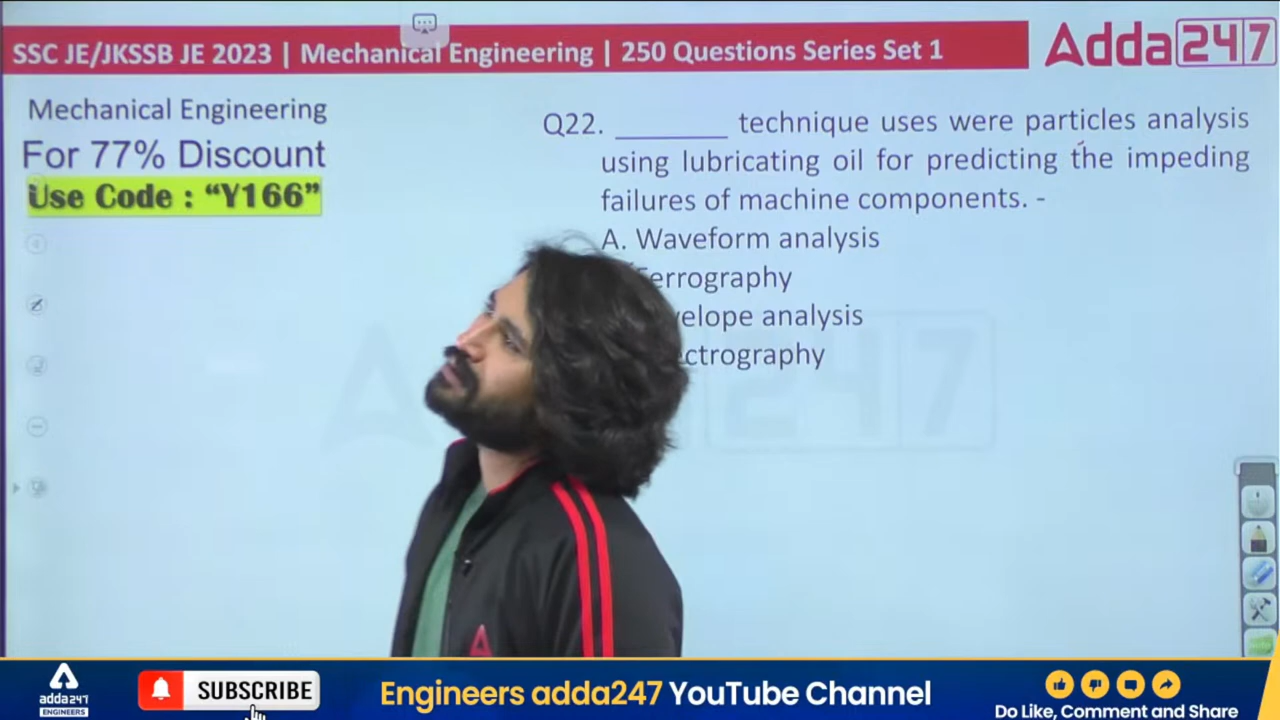 SSC JE/JKSSB JE 2023 | Mechanical Engineering | 250 Questions Series Set 1
Adda247
Mechanical Engineering
For 77% Discount
Use Code : “Y166”
Q22. ________ technique uses were particles analysis
using lubricating oil for predicting the impeding
failures of machine components. -
A. Waveform analysis
errography
velope analysis
ctrography
adda247
ENGINEERS
SUBSCRIBE
Engineers adda247 YouTube Channel
Do Like, Comment and Share